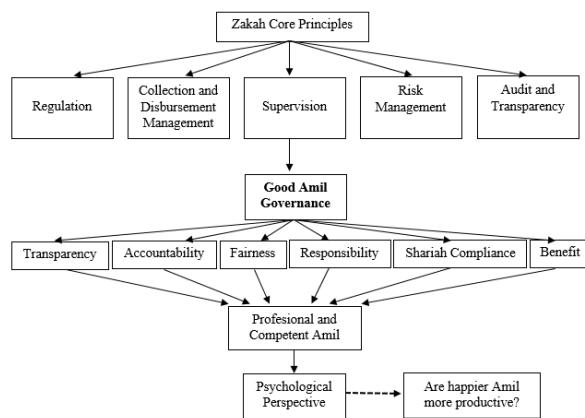 Zakah Core Principles
Regulation
Collection and
Disbursement
Management
Supervision
Risk
Management
Audit and
Transparency
Good Amil
Governance
Transparency
Accountability
Fairness
Responsibility
Shariah Compliance
Benefit
Profesional and
Competent Amil
Psychological
Perspective
Are happier Amil
more productive?